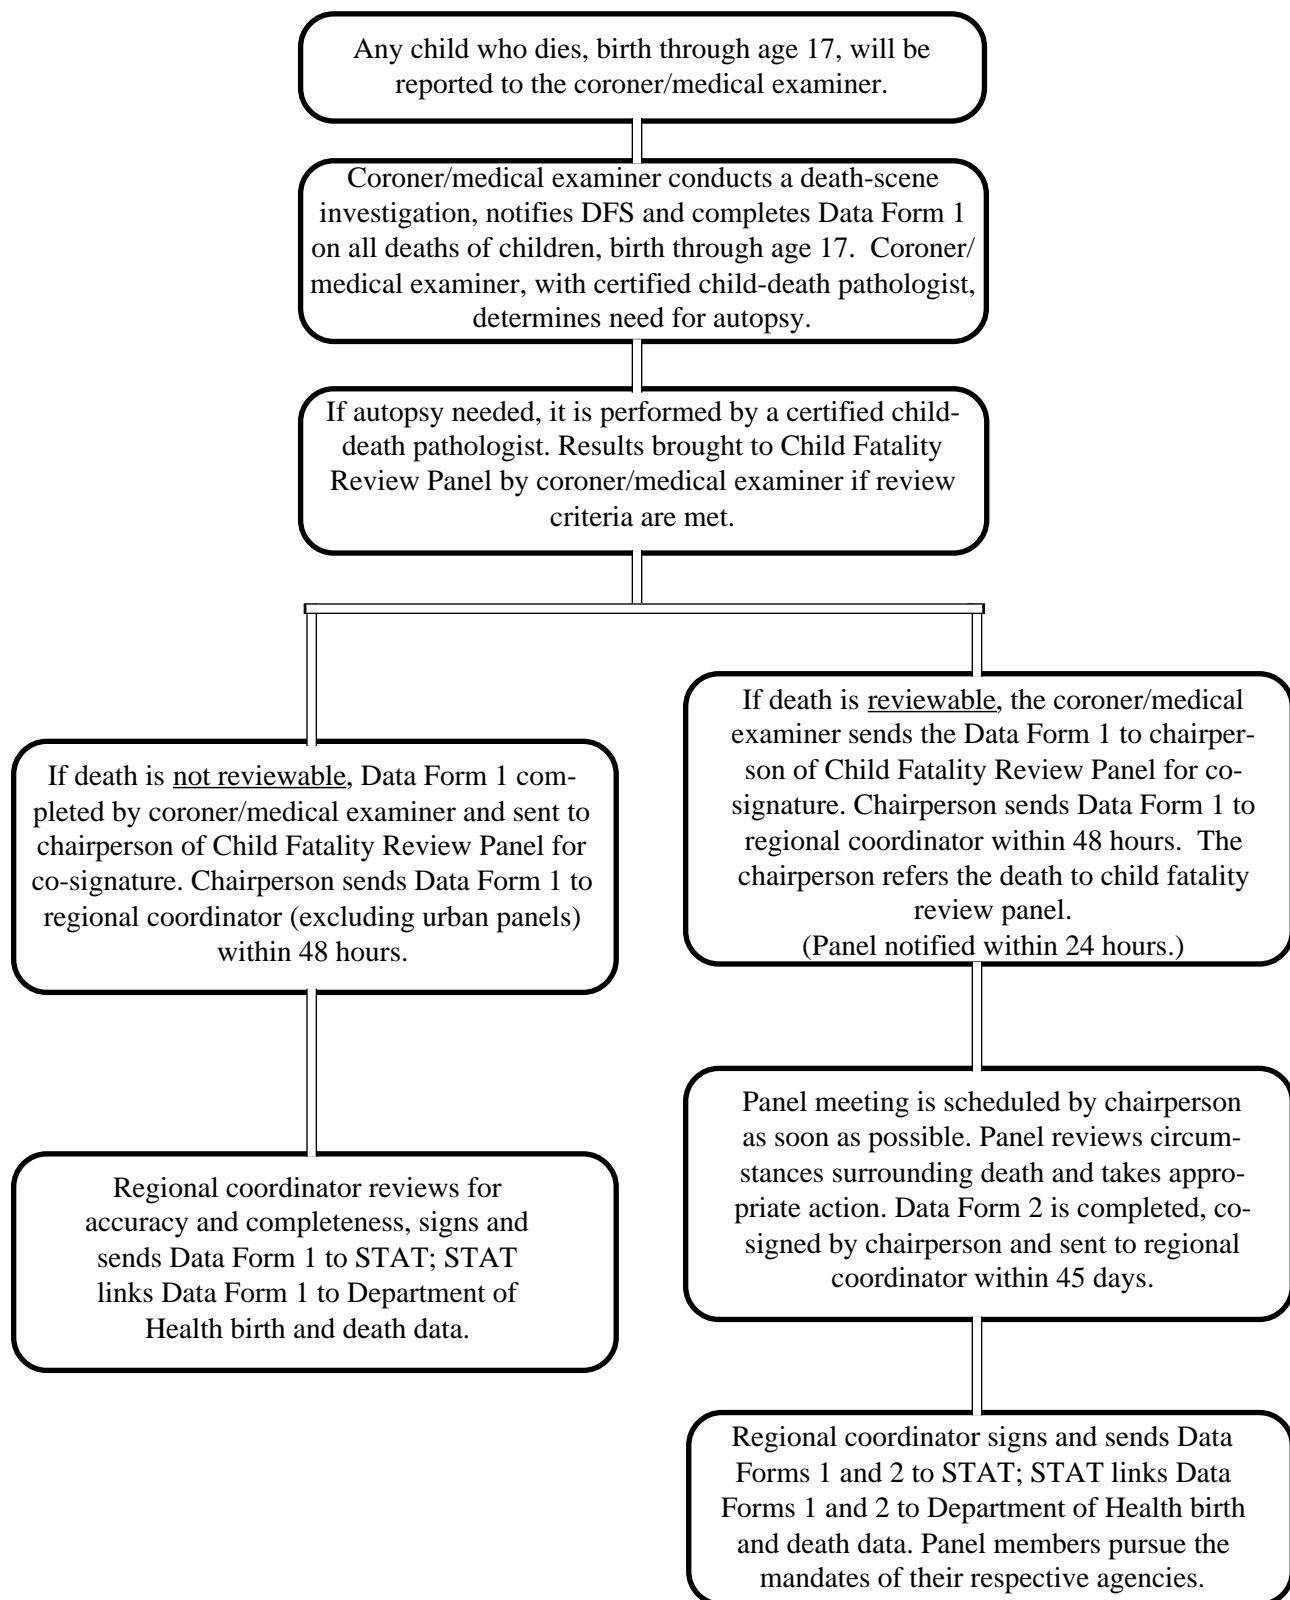 Any child who dies, birth through age 17, will be
reported to the coroner/medical examiner.
Coroner/medical examiner conducts a death-scene
investigation, notifies DFS and completes Data Form 1
on all deaths of children, birth through age 17.  Coroner/
medical examiner, with certified child-death pathologist,
determines need for autopsy.
If autopsy needed, it is performed by a certified child-
death pathologist. Results brought to Child Fatality
Review Panel by coroner/medical examiner if review
criteria are met.
If death is not reviewable, Data Form 1 com-
pleted by coroner/medical examiner and sent to
chairperson of Child Fatality Review Panel for
co-signature. Chairperson sends Data Form 1 to
regional coordinator (excluding urban panels)
within 48 hours.
Regional coordinator reviews for
accuracy and completeness, signs and
sends Data Form 1 to STAT; STAT
links Data Form 1 to Department of
Health birth and death data.
If death is reviewable, the coroner/medical
examiner sends the Data Form 1 to chairper-
son of Child Fatality Review Panel for co-
signature. Chairperson sends Data Form 1 to
regional coordinator within 48 hours.  The
chairperson refers the death to child fatality
review panel.
(Panel notified within 24 hours.)
Panel meeting is scheduled by chairperson
as soon as possible. Panel reviews circum-
stances surrounding death and takes appro-
priate action. Data Form 2 is completed, co-
signed by chairperson and sent to regional
coordinator within 45 days.
Regional coordinator signs and sends Data
Forms 1 and 2 to STAT; STAT links Data
Forms 1 and 2 to Department of Health birth
and death data. Panel members pursue the
mandates of their respective agencies.